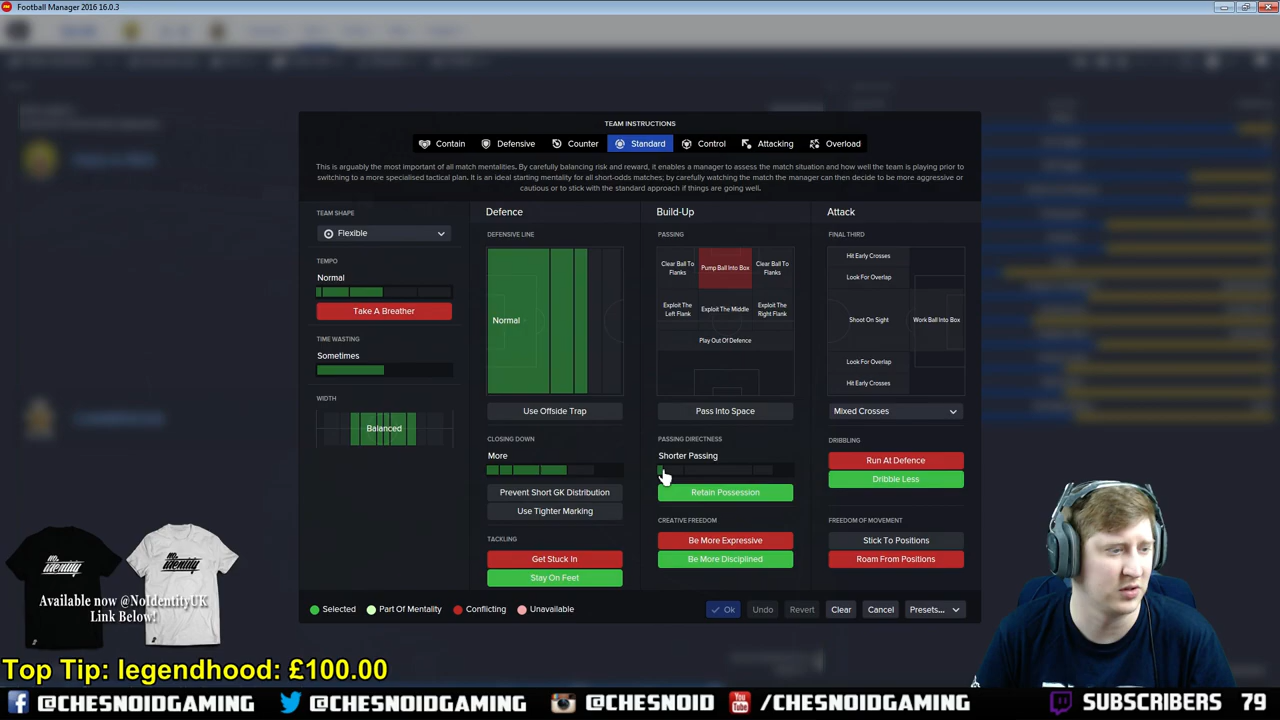 Football Manager 2016 16.0.3
TEAM INSTRUCTIONS
Contain
Defensive
Counter
Standard
Control
Attacking
Overload
This is arguably the most important of all match mentalities. By carefully balancing risk and reward, it enables a manager to assess the match situation and how well the team is playing prior to
switching to a more specialised tactical plan. It is an ideal starting mentality for all short-odds matches; by carefully watching the match the manager can then decide to be more aggressive or
cautious or to stick with the standard approach if things are going well.
TEAM SHAPE
Flexible
TEMPO
Normal
Take A Breather
TIME WASTING
Sometimes
WIDTH
Balanced
Defence
DEFENSIVE LINE
Normal
Use Offside Trap
CLOSING DOWN
More
Prevent Short GK Distribution
Use Tighter Marking
TACKLING
Get Stuck In
Stay On Feet
Build-Up
PASSING
Clear Ball To
Flanks
Pump Ball Into Box
Clear Ball To
Flanks
Exploit The
Left Flank
Exploit The Middle
Exploit The
Right Flank
Play Out Of Defence
Pass Into Space
PASSING DIRECTNESS
Shorter Passing
Retain Possession
CREATIVE FREEDOM
Be More Expressive
Be More Disciplined
Attack
FINAL THIRD
Hit Early Crosses
Look For Overlap
Shoot On Sight
Work Ball Into Box
Look For Overlap
Hit Early Crosses
Mixed Crosses
DRIBBLING
Run At Defence
Dribble Less
FREEDOM OF MOVEMENT
Stick To Positions
Roam From Positions
Selected
Part Of Mentality
Conflicting
Unavailable
Ok
Undo
Revert
Clear
Cancel
Presets...
Available now @NoIdentityUK
Link Below!
Top Tip: legendhood: £100.00
@CHESNOIDGAMING
@CHESNOIDGAMING
@CHESNOID
/CHESNOIDGAMING
SUBSCRIBERS 79